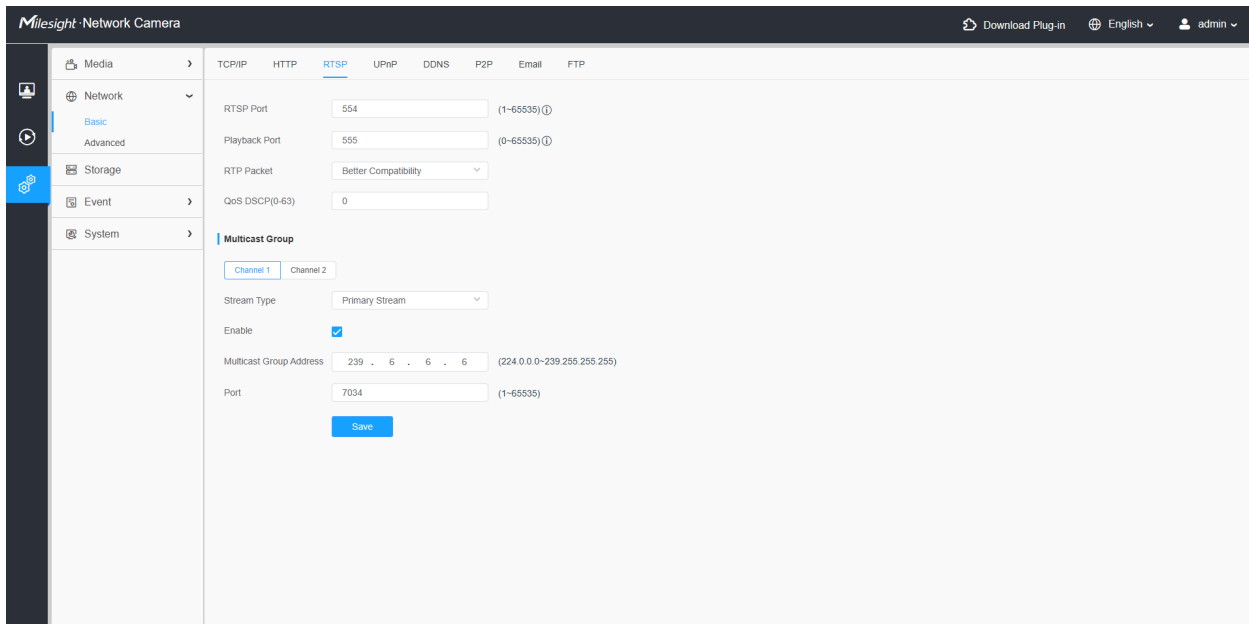 Milesight ·Network Camera
Download Plug-in
English
admin
Media
Network
Basic
Advanced
Storage
Event
System
TCP/IP HTTP RTSP UPnP DDNS P2P Email FTP
RTSP Port 554 (1~65535)
Playback Port 555 (0~65535)
RTP Packet Better Compatibility
QoS DSCP(0-63) 0
Multicast Group
Channel 1 Channel 2
Stream Type Primary Stream
Enable
Multicast Group Address 239 . 6 . 6 . 6 (224.0.0.0~239.255.255.255)
Port 7034 (1~65535)
Save